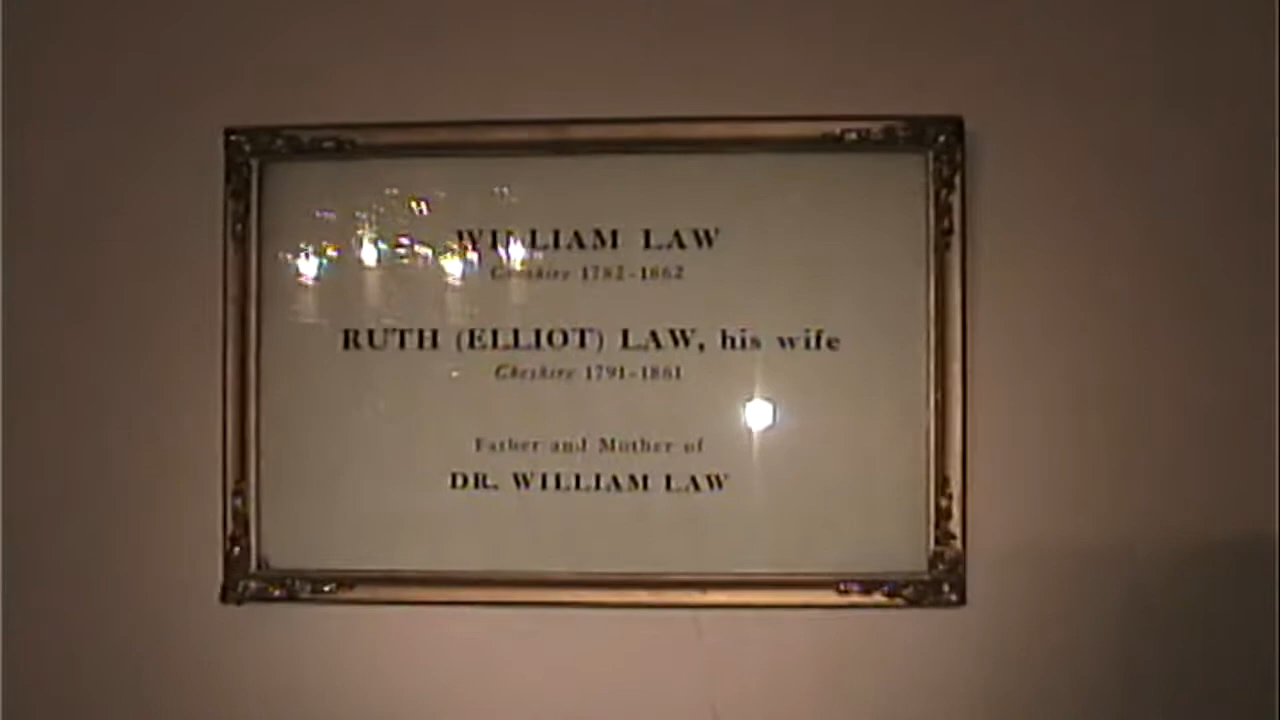 WILLIAM LAW
Cheshire 1782-1862
RUTH (ELLIOT) LAW, his wife
Cheshire 1791-1861
Father and Mother of
DR. WILLIAM LAW